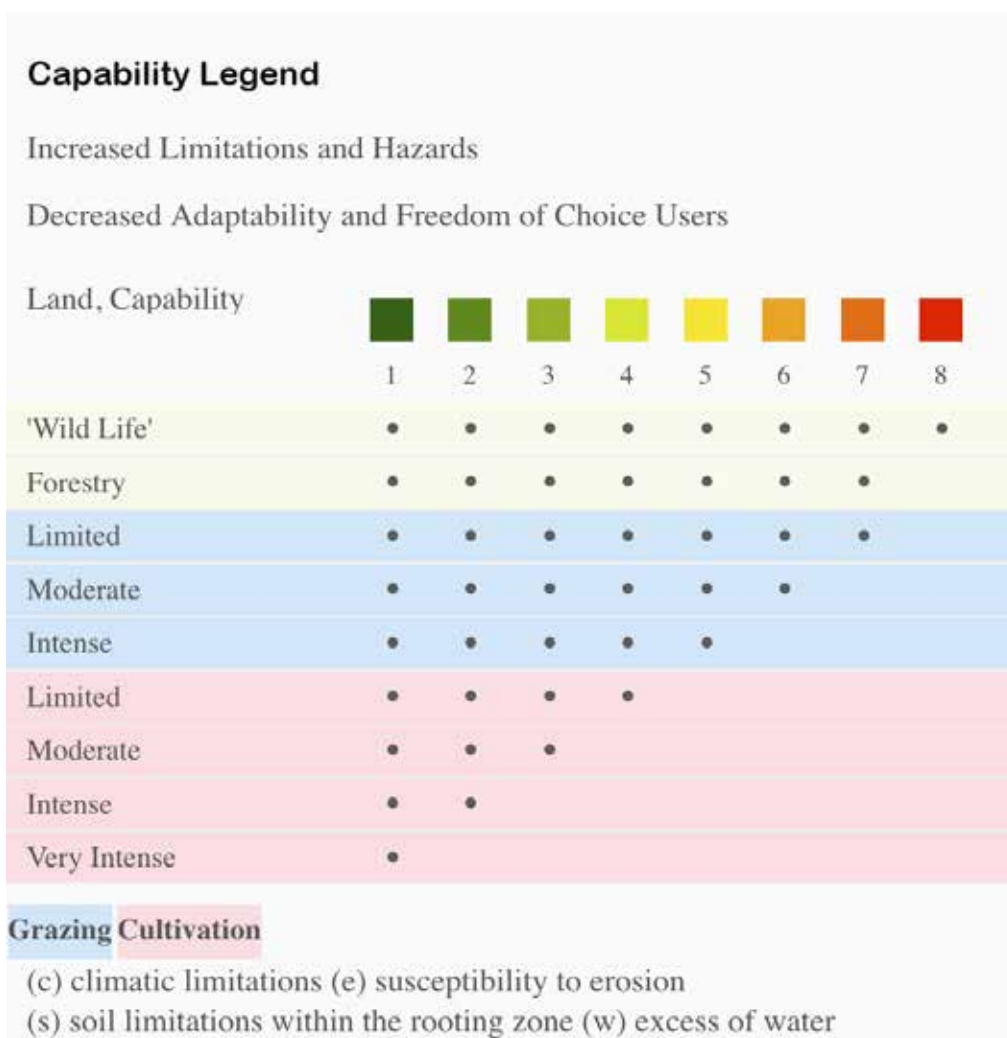 Capability Legend
Increased Limitations and Hazards
Decreased Adaptability and Freedom of Choice Users
Land, Capability
1 2 3 4 5 6 7 8
'Wild Life' • • • • • • • •
Forestry • • • • • • •
Limited • • • • • • •
Moderate • • • • • •
Intense • • • • •
Limited • • • •
Moderate • • •
Intense • •
Very Intense •
Grazing Cultivation
(c) climatic limitations (e) susceptibility to erosion
(s) soil limitations within the rooting zone (w) excess of water